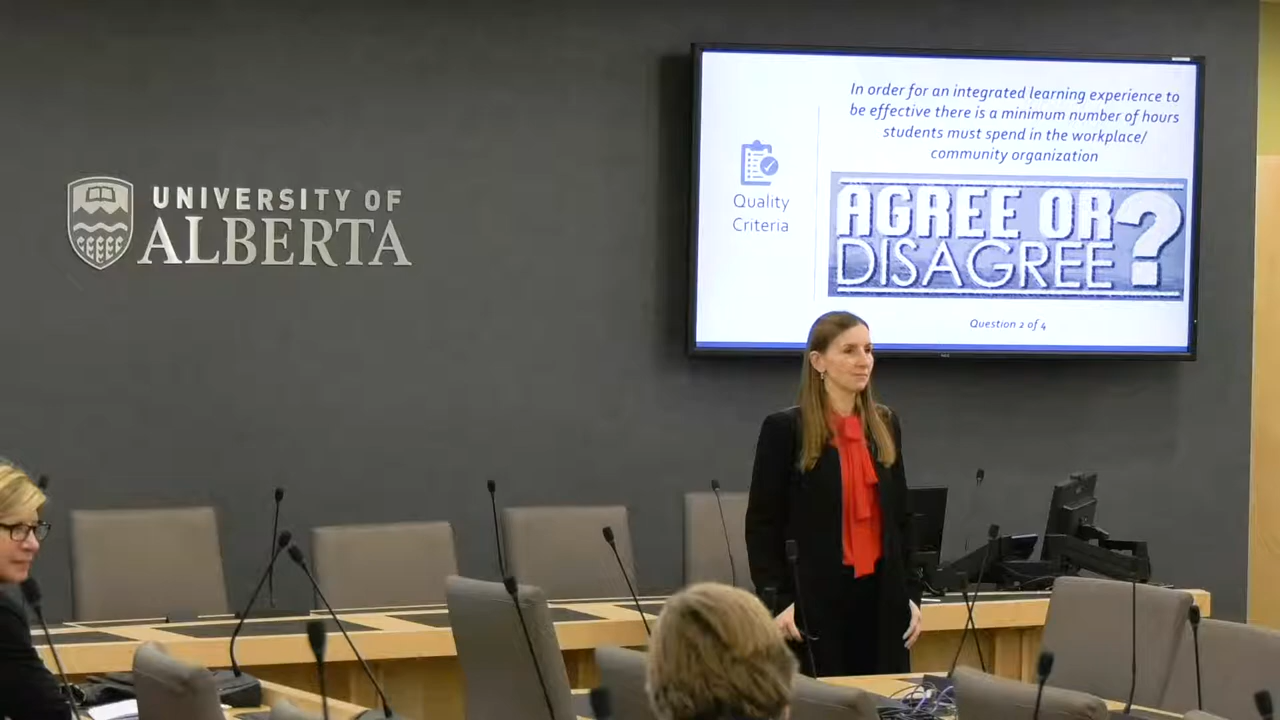 UNIVERSITY OF
ALBERTA
In order for an integrated learning experience to
be effective there is a minimum number of hours
students must spend in the workplace/
community organization
Quality
Criteria
AGREE OR
DISAGREE?
Question 2 of 4